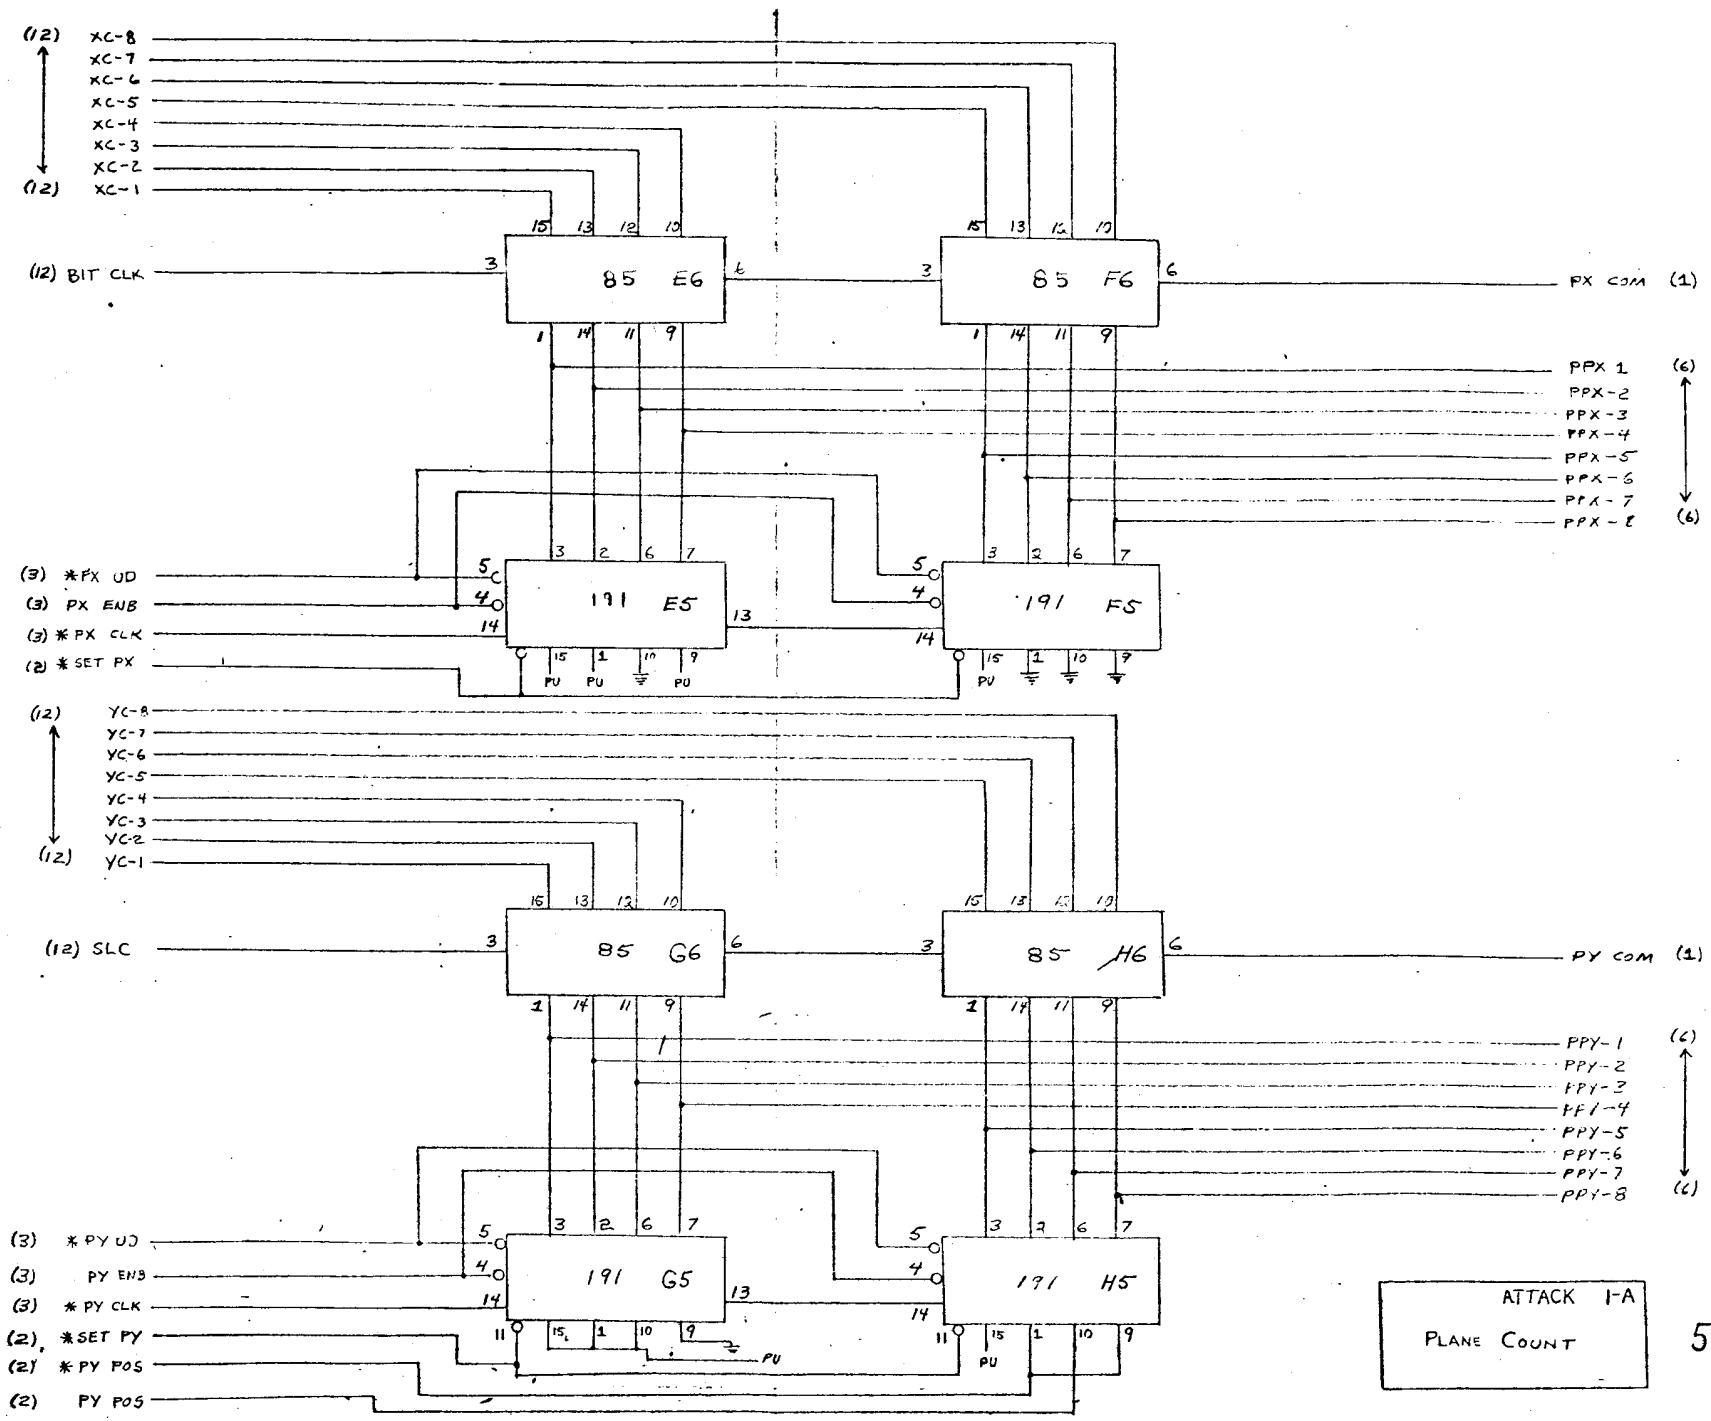 (12) XC-8
XC-7
XC-6
XC-5
XC-4
XC-3
XC-2
(12) XC-1
15 13 12 10 15 13 12 10
(12) BIT CLK 3 85 E6 6 3 85 F6 6 PX COM (1)
1 14 11 9 1 14 11 9
PPX 1 (6)
PPX-2
PPX-3
PPX-4
PPX-5
PPX-6
PPX-7
PPX-8 (6)
3 2 6 7 3 2 6 7
(3) *PX UD 5 5
(3) PX ENB 4 191 E5 4 191 F5
(3) *PX CLK 14 13 14
(2) *SET PX 15 1 10 9 15 1 10 9
PU PU PU PU
(12) YC-8
YC-7
YC-6
YC-5
YC-4
YC-3
YC-2
(12) YC-1
15 13 12 10 15 13 12 10
(12) SLC 3 85 G6 6 3 85 H6 6 PY COM (1)
1 14 11 9 1 14 11 9
PPY-1 (6)
PPY-2
PPY-3
PPY-4
PPY-5
PPY-6
PPY-7
PPY-8 (6)
3 2 6 7 3 2 6 7
(3) *PY UD 5 5
(3) PY ENB 4 191 G5 4 191 H5
(3) *PY CLK 14 13 14
(2) *SET PY 11 15 1 10 9 11 15 1 10 9
PU PU
(2) *PY POS
(2) PY POS
ATTACK 1-A
PLANE COUNT
5